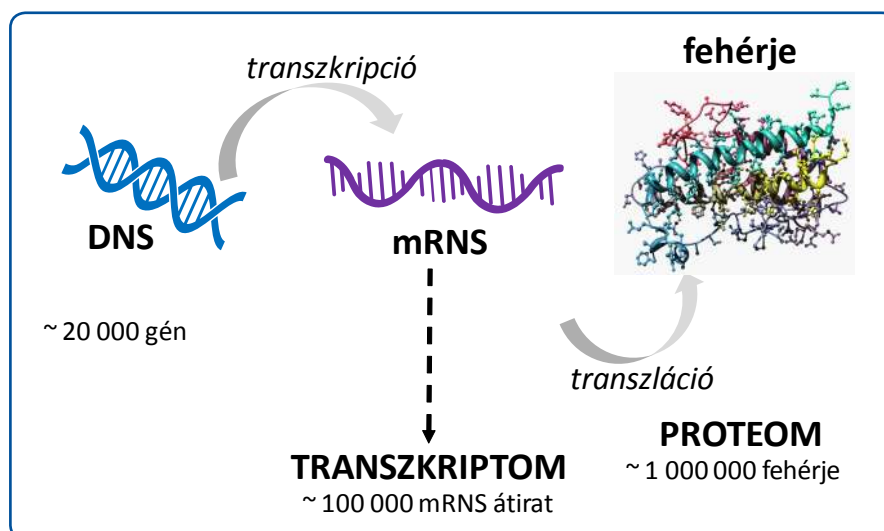 transzkripció
fehérje
DNS
mRNS
~ 20 000 gén
transzláció
TRANSZKRIPTOM
~ 100 000 mRNS átirat
PROTEOM
~ 1 000 000 fehérje